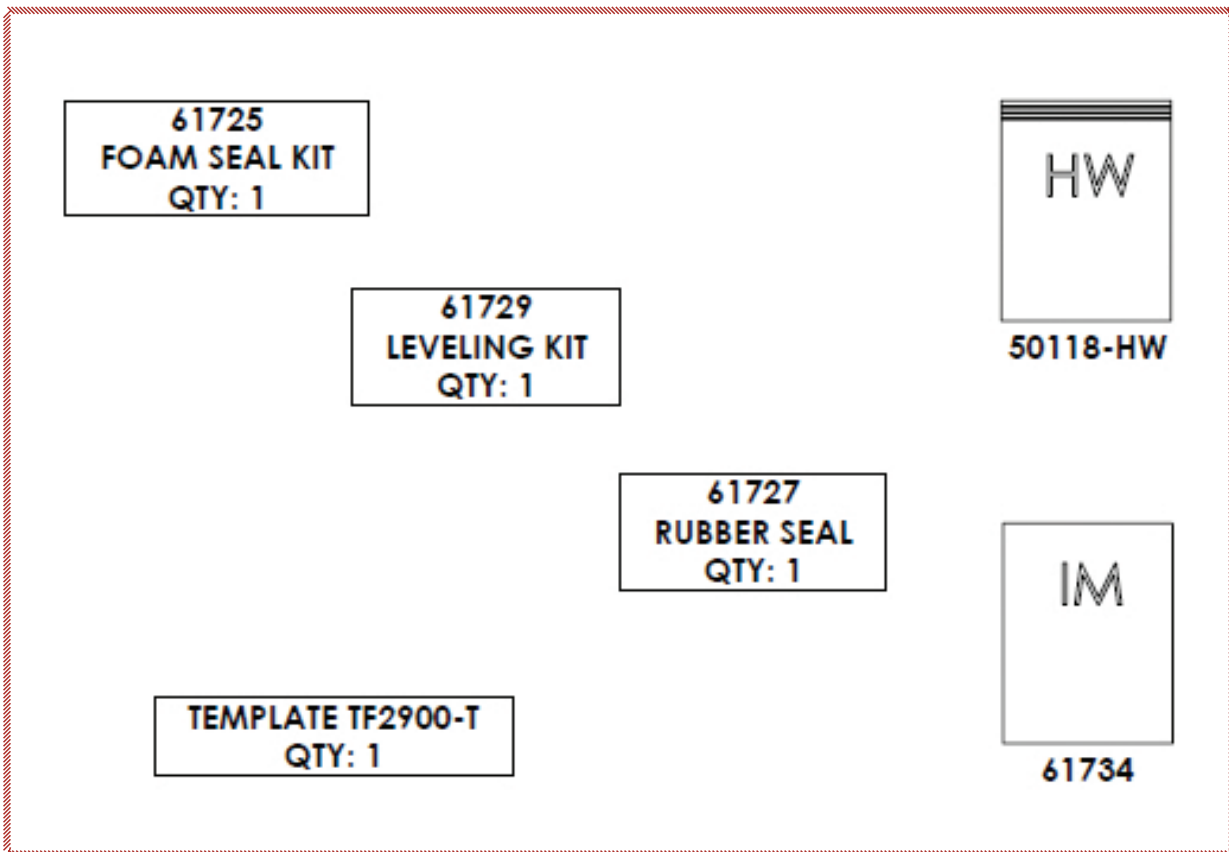 61725
FOAM SEAL KIT
QTY: 1
HW
50118-HW
61729
LEVELING KIT
QTY: 1
61727
RUBBER SEAL
QTY: 1
IM
61734
TEMPLATE TF2900-T
QTY: 1